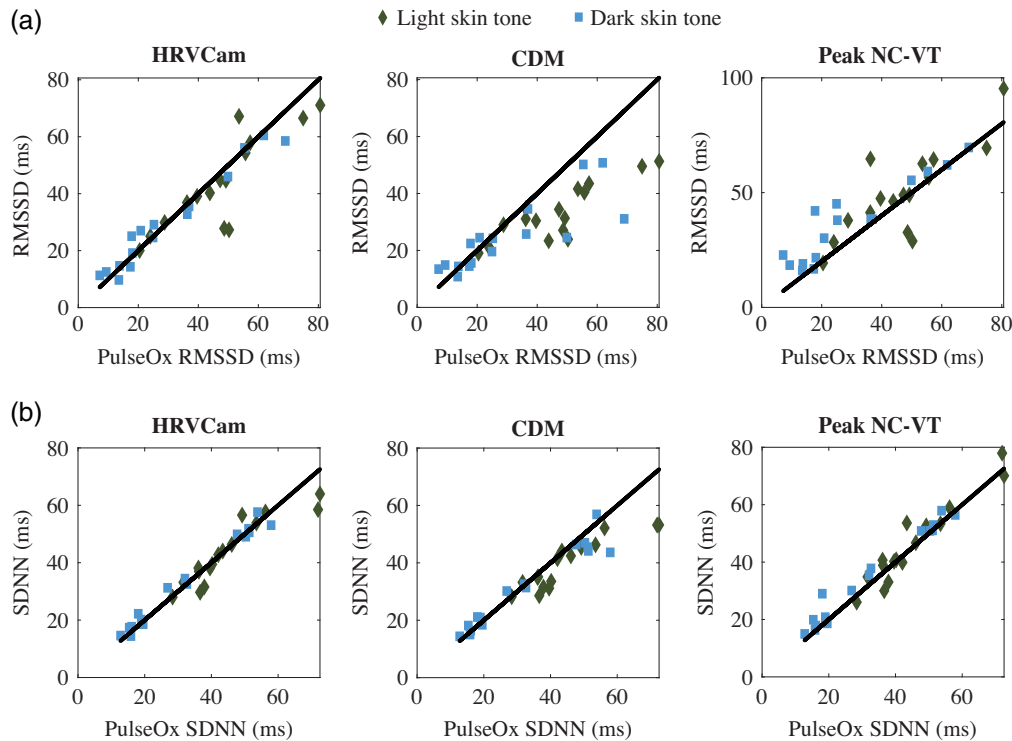 (a)
Light skin tone Dark skin tone
HRVCam CDM Peak NC-VT
80 80 100
60 60
40 40 50
20 20
0 0 0
0 20 40 60 80 0 20 40 60 80 0 20 40 60 80
RMSSD (ms) RMSSD (ms) RMSSD (ms)
PulseOx RMSSD (ms) PulseOx RMSSD (ms) PulseOx RMSSD (ms)
(b)
HRVCam CDM Peak NC-VT
80 80 80
60 60 60
40 40 40
20 20 20
0 0 0
0 20 40 60 0 20 40 60 0 20 40 60
SDNN (ms) SDNN (ms) SDNN (ms)
PulseOx SDNN (ms) PulseOx SDNN (ms) PulseOx SDNN (ms)